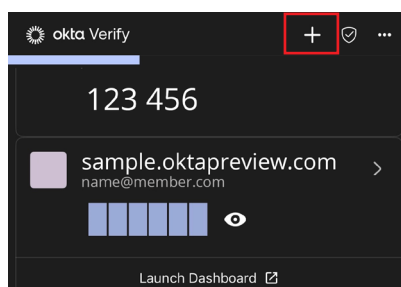 okta Verify
123 456
sample.oktapreview.com
name@member.com
Launch Dashboard